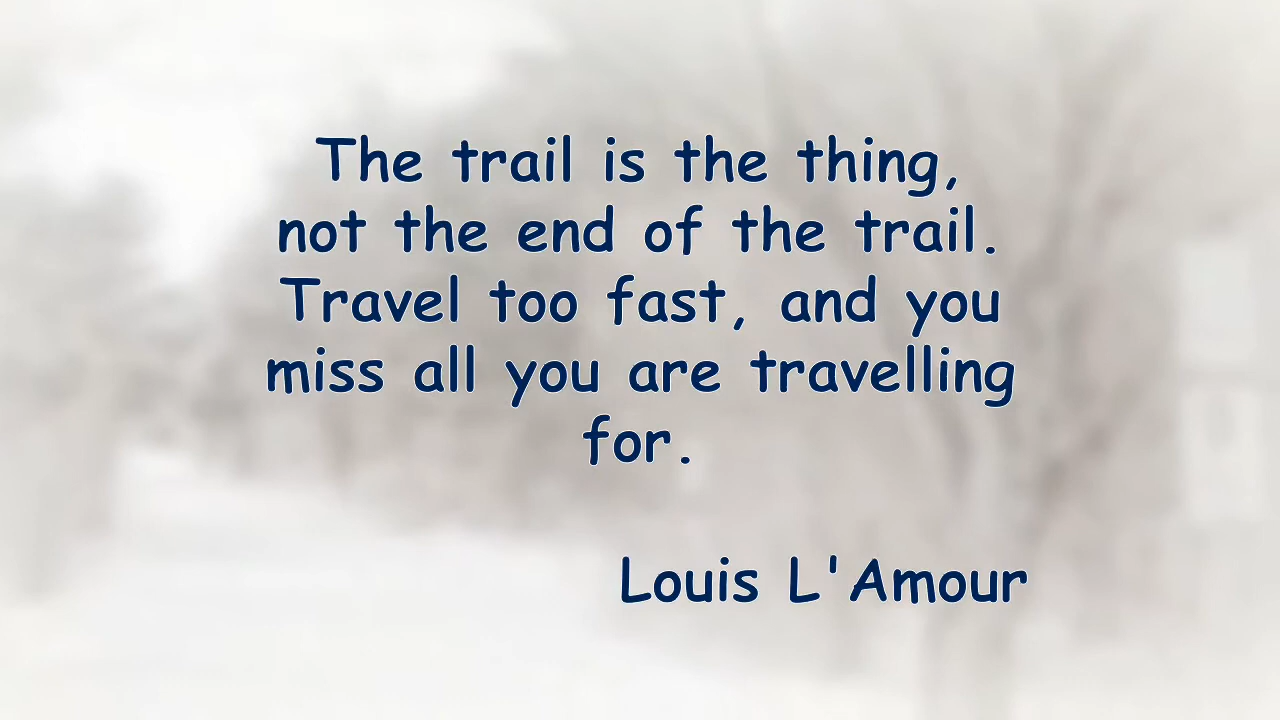 The trail is the thing,
not the end of the trail.
Travel too fast, and you
miss all you are travelling
for.
Louis L'Amour